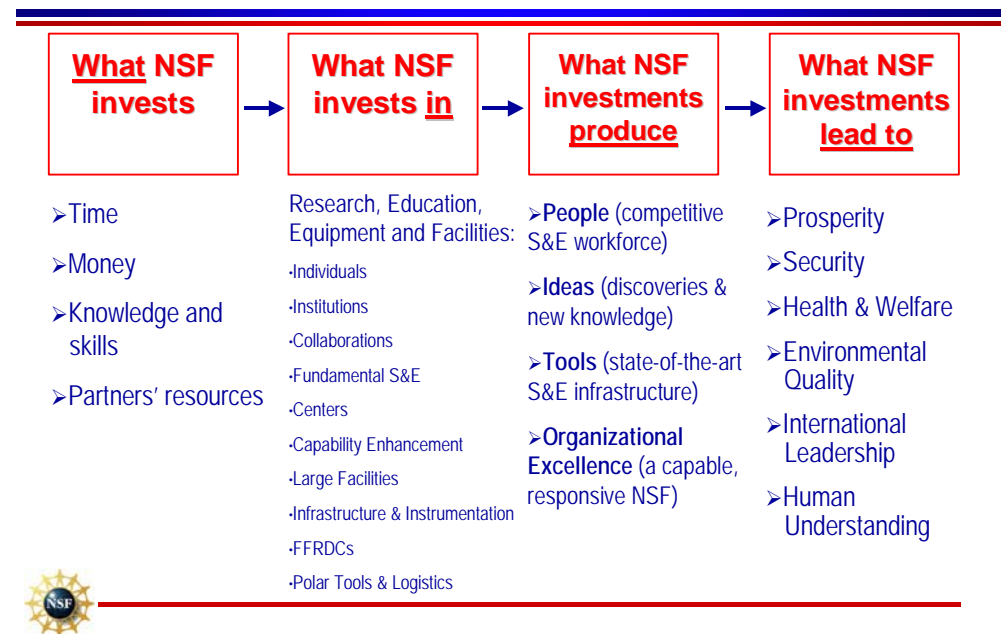 What NSF
invests
What NSF
invests in
What NSF
investments
produce
What NSF
investments
lead to
➢Time
➢Money
➢Knowledge and
skills
➢Partners’ resources
Research, Education,
Equipment and Facilities:
•Individuals
•Institutions
•Collaborations
•Fundamental S&E
•Centers
•Capability Enhancement
•Large Facilities
•Infrastructure & Instrumentation
•FFRDCs
•Polar Tools & Logistics
➢People (competitive
S&E workforce)
➢Ideas (discoveries &
new knowledge)
➢Tools (state-of-the-art
S&E infrastructure)
➢Organizational
Excellence (a capable,
responsive NSF)
➢Prosperity
➢Security
➢Health & Welfare
➢Environmental
Quality
➢International
Leadership
➢Human
Understanding
NSF